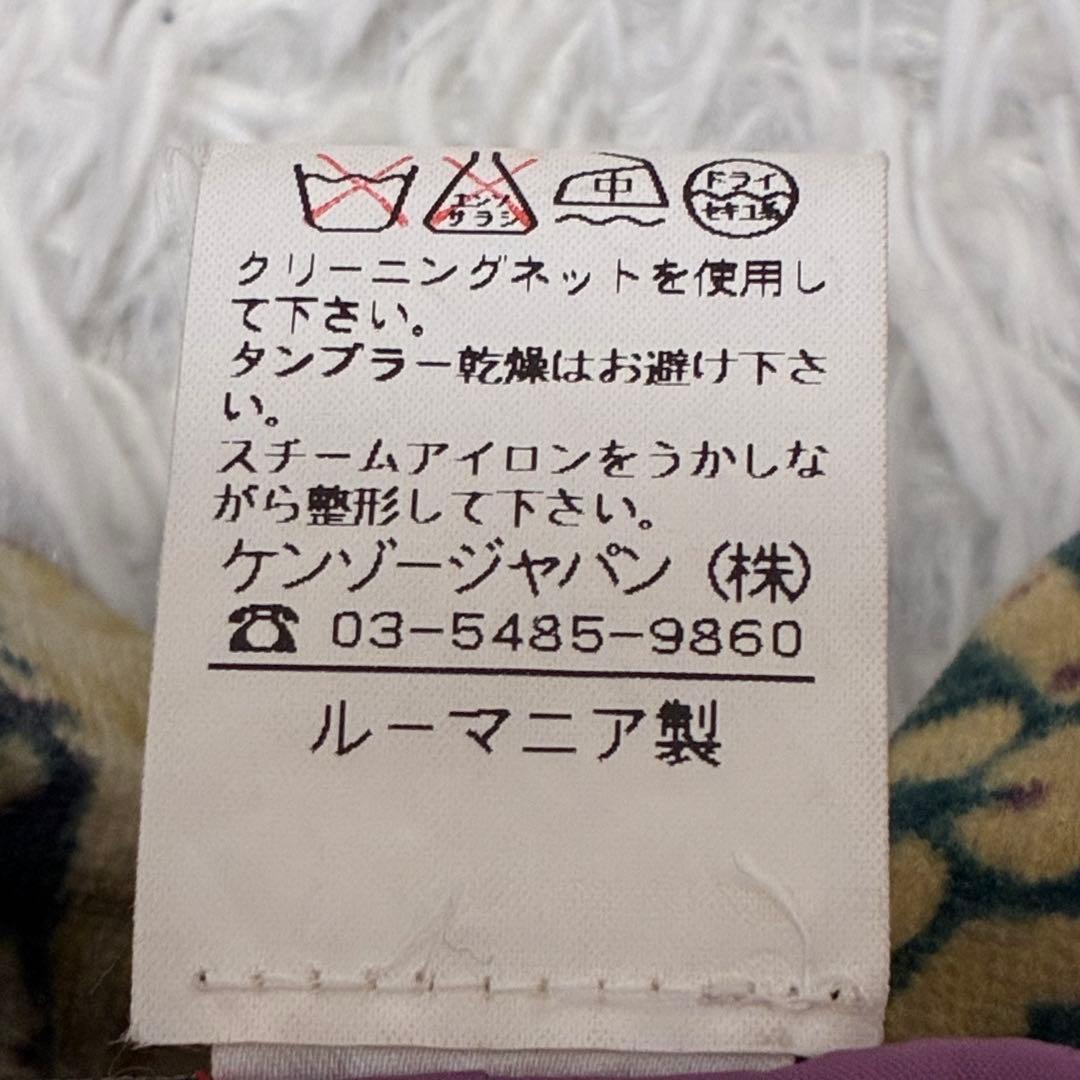 エンソ
サラシ
中
ドライ
セキユ系
クリーニングネットを使用し
て下さい。
タンブラー乾燥はお避け下さ
い。
スチームアイロンをうかしな
がら整形して下さい。
ケンゾージャパン(株)
☎ 03-5485-9860
ルーマニア製